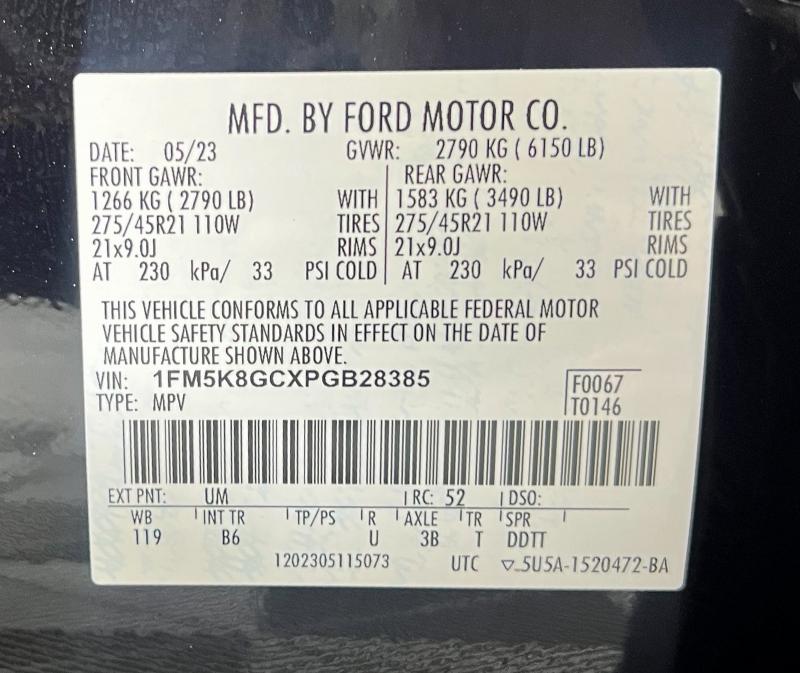 MFD. BY FORD MOTOR CO.
DATE: 05/23 GVWR: 2790 KG ( 6150 LB)
FRONT GAWR: REAR GAWR:
1266 KG ( 2790 LB) WITH 1583 KG ( 3490 LB) WITH
275/45R21 110W TIRES 275/45R21 110W TIRES
21x9.0J RIMS 21x9.0J RIMS
AT 230 kPa/ 33 PSI COLD AT 230 kPa/ 33 PSI COLD
THIS VEHICLE CONFORMS TO ALL APPLICABLE FEDERAL MOTOR
VEHICLE SAFETY STANDARDS IN EFFECT ON THE DATE OF
MANUFACTURE SHOWN ABOVE.
VIN: 1FM5K8GCXPGB28385 F0067
TYPE: MPV T0146
EXT PNT: UM RC: 52 DSO:
WB INT TR TP/PS R AXLE TR SPR
119 B6 U 3B T DDTT
1202305115073 UTC ▽5U5A-1520472-BA